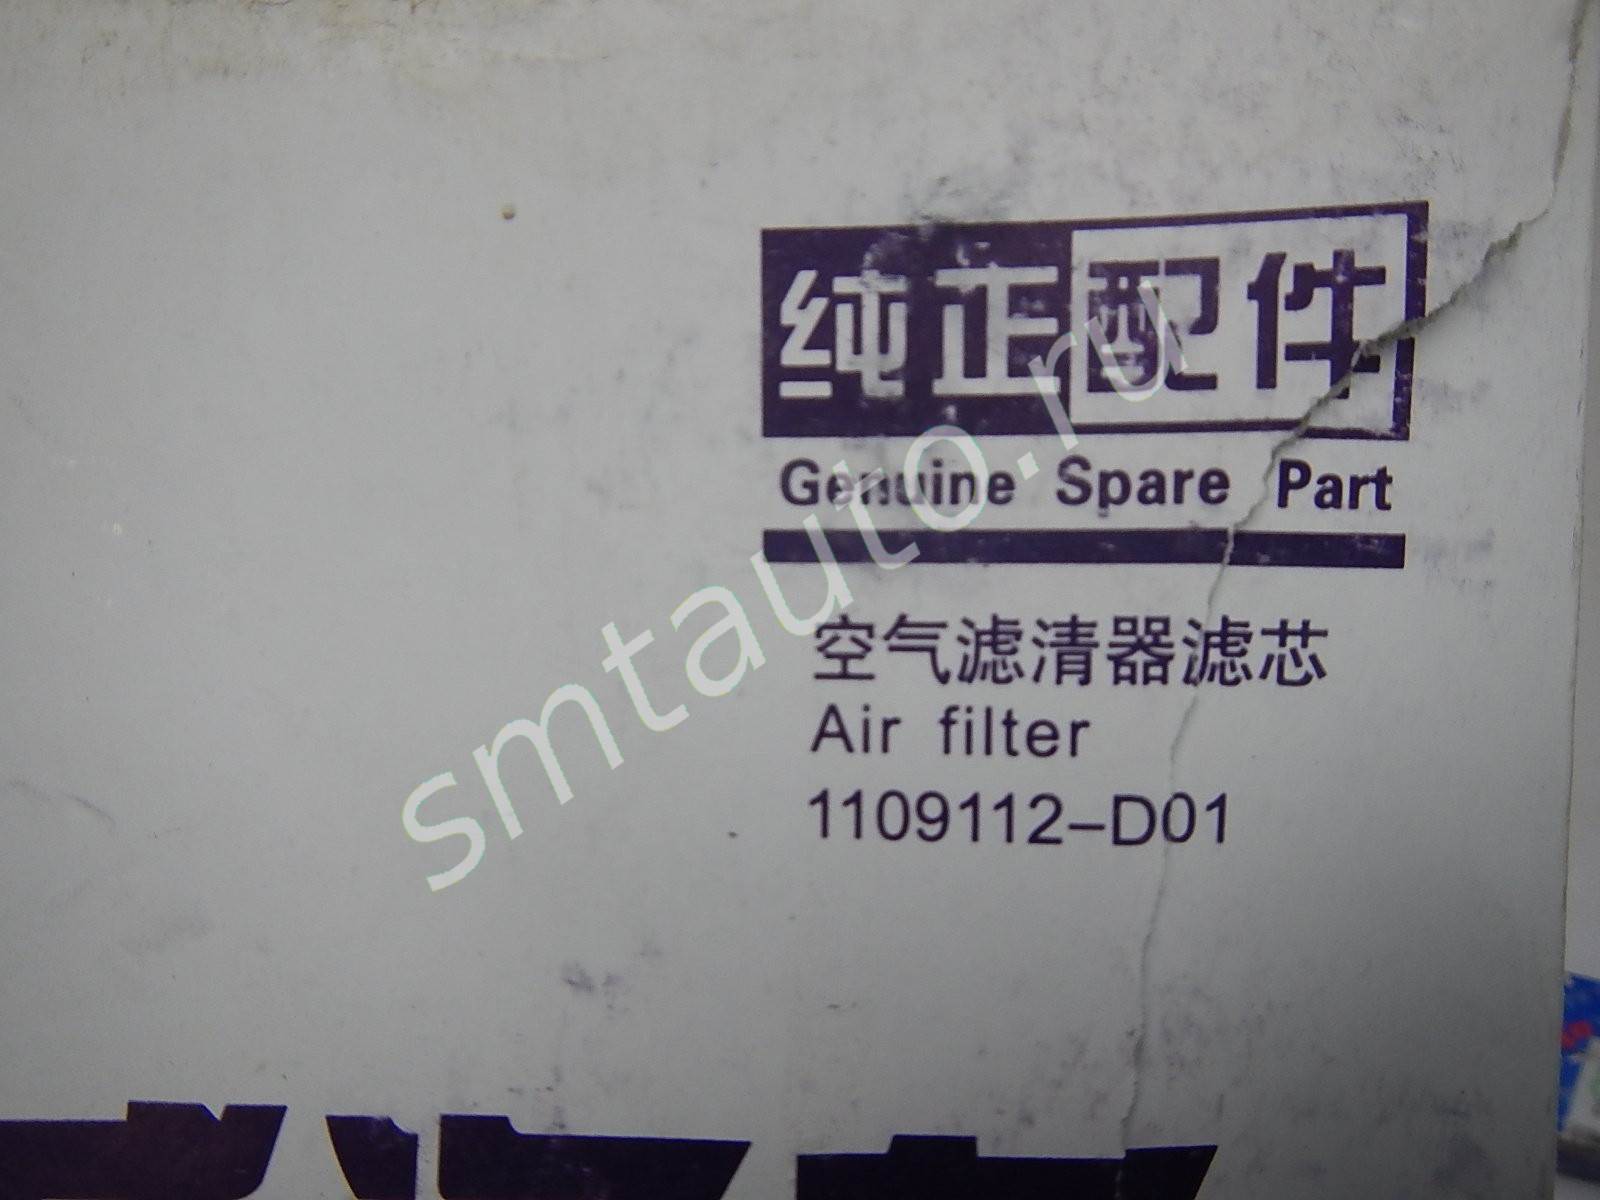 纯正配件
Genuine Spare Part
空气滤清器滤芯
Air filter
1109112-D01
smtauto.ru